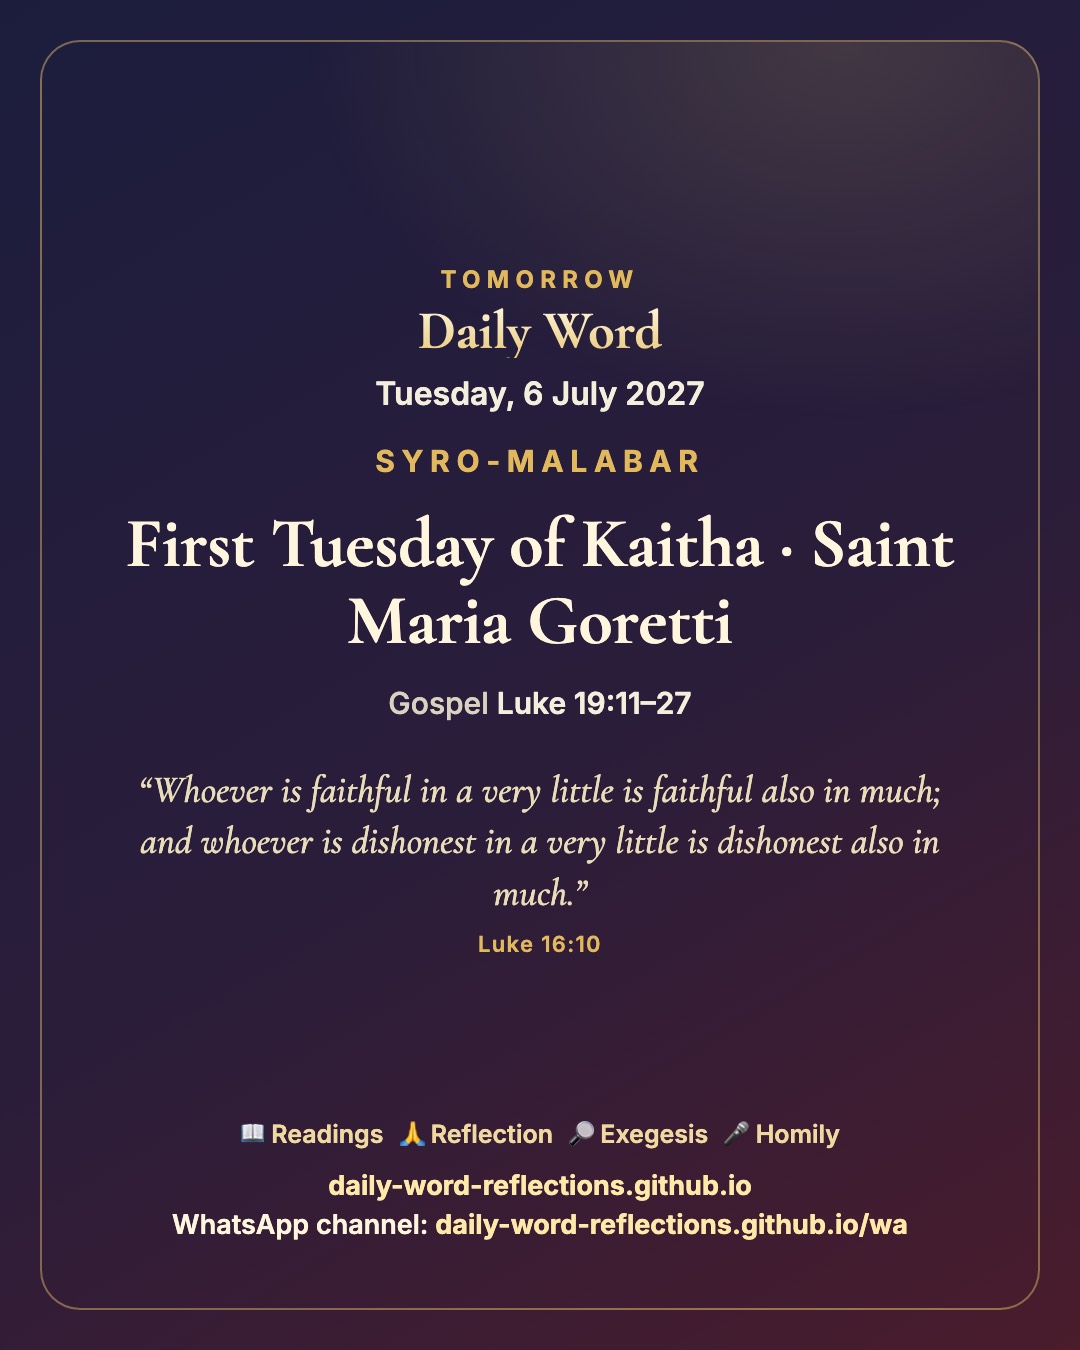 TOMORROW
Daily Word
Tuesday, 6 July 2027
SYRO-MALABAR
First Tuesday of Kaitha · Saint
Maria Goretti
Gospel Luke 19:11–27
“Whoever is faithful in a very little is faithful also in much;
and whoever is dishonest in a very little is dishonest also in
much.”
Luke 16:10
📖 Readings 🙏 Reflection 🔎 Exegesis 🎤 Homily
daily-word-reflections.github.io
WhatsApp channel: daily-word-reflections.github.io/wa